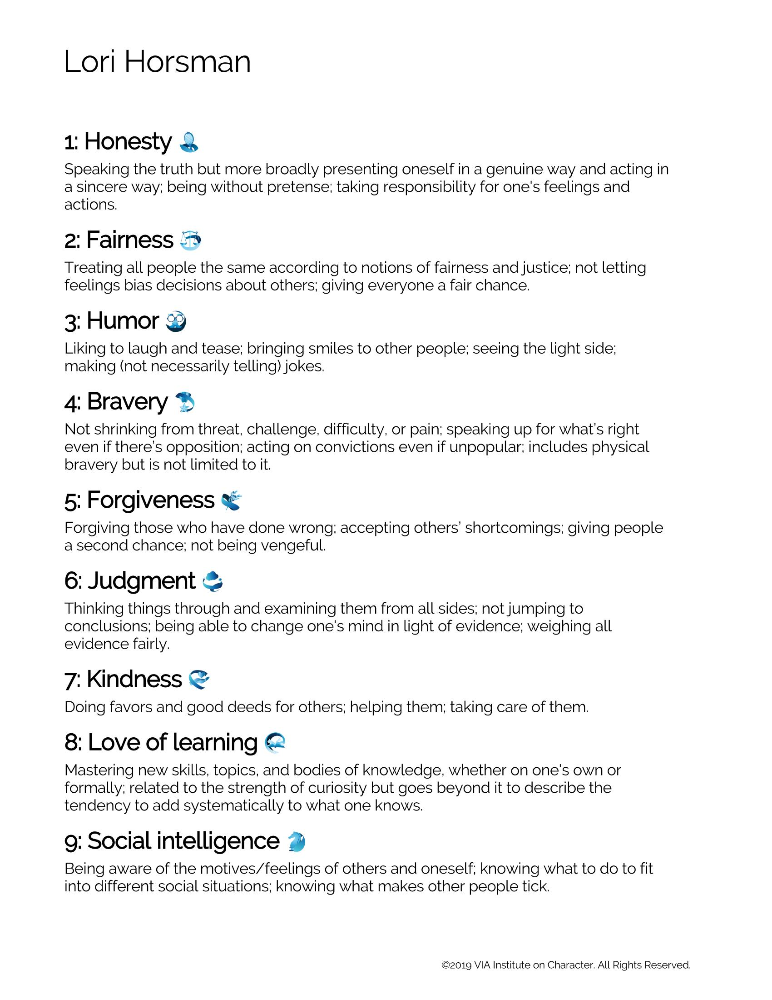 Lori Horsman
1: Honesty
Speaking the truth but more broadly presenting oneself in a genuine way and acting in
a sincere way; being without pretense; taking responsibility for one's feelings and
actions.
2: Fairness
Treating all people the same according to notions of fairness and justice; not letting
feelings bias decisions about others; giving everyone a fair chance.
3: Humor
Liking to laugh and tease; bringing smiles to other people; seeing the light side;
making (not necessarily telling) jokes.
4: Bravery
Not shrinking from threat, challenge, difficulty, or pain; speaking up for what’s right
even if there’s opposition; acting on convictions even if unpopular; includes physical
bravery but is not limited to it.
5: Forgiveness
Forgiving those who have done wrong; accepting others’ shortcomings; giving people
a second chance; not being vengeful.
6: Judgment
Thinking things through and examining them from all sides; not jumping to
conclusions; being able to change one's mind in light of evidence; weighing all
evidence fairly.
7: Kindness
Doing favors and good deeds for others; helping them; taking care of them.
8: Love of learning
Mastering new skills, topics, and bodies of knowledge, whether on one's own or
formally; related to the strength of curiosity but goes beyond it to describe the
tendency to add systematically to what one knows.
9: Social intelligence
Being aware of the motives/feelings of others and oneself; knowing what to do to fit
into different social situations; knowing what makes other people tick.
©2019 VIA Institute on Character. All Rights Reserved.